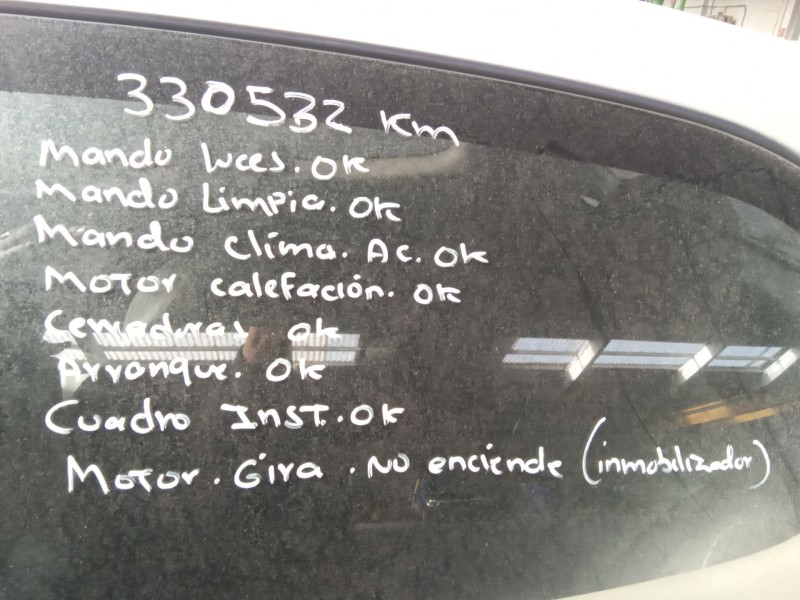 330532 Km
Mando luces. OK
Mando Limpia. OK
Mando clima. AC. OK
Motor calefación. OK
Cerraduras OK
Arranque. OK
Cuadro INST. OK
Motor. Gira. No enciende (inmobilizador)